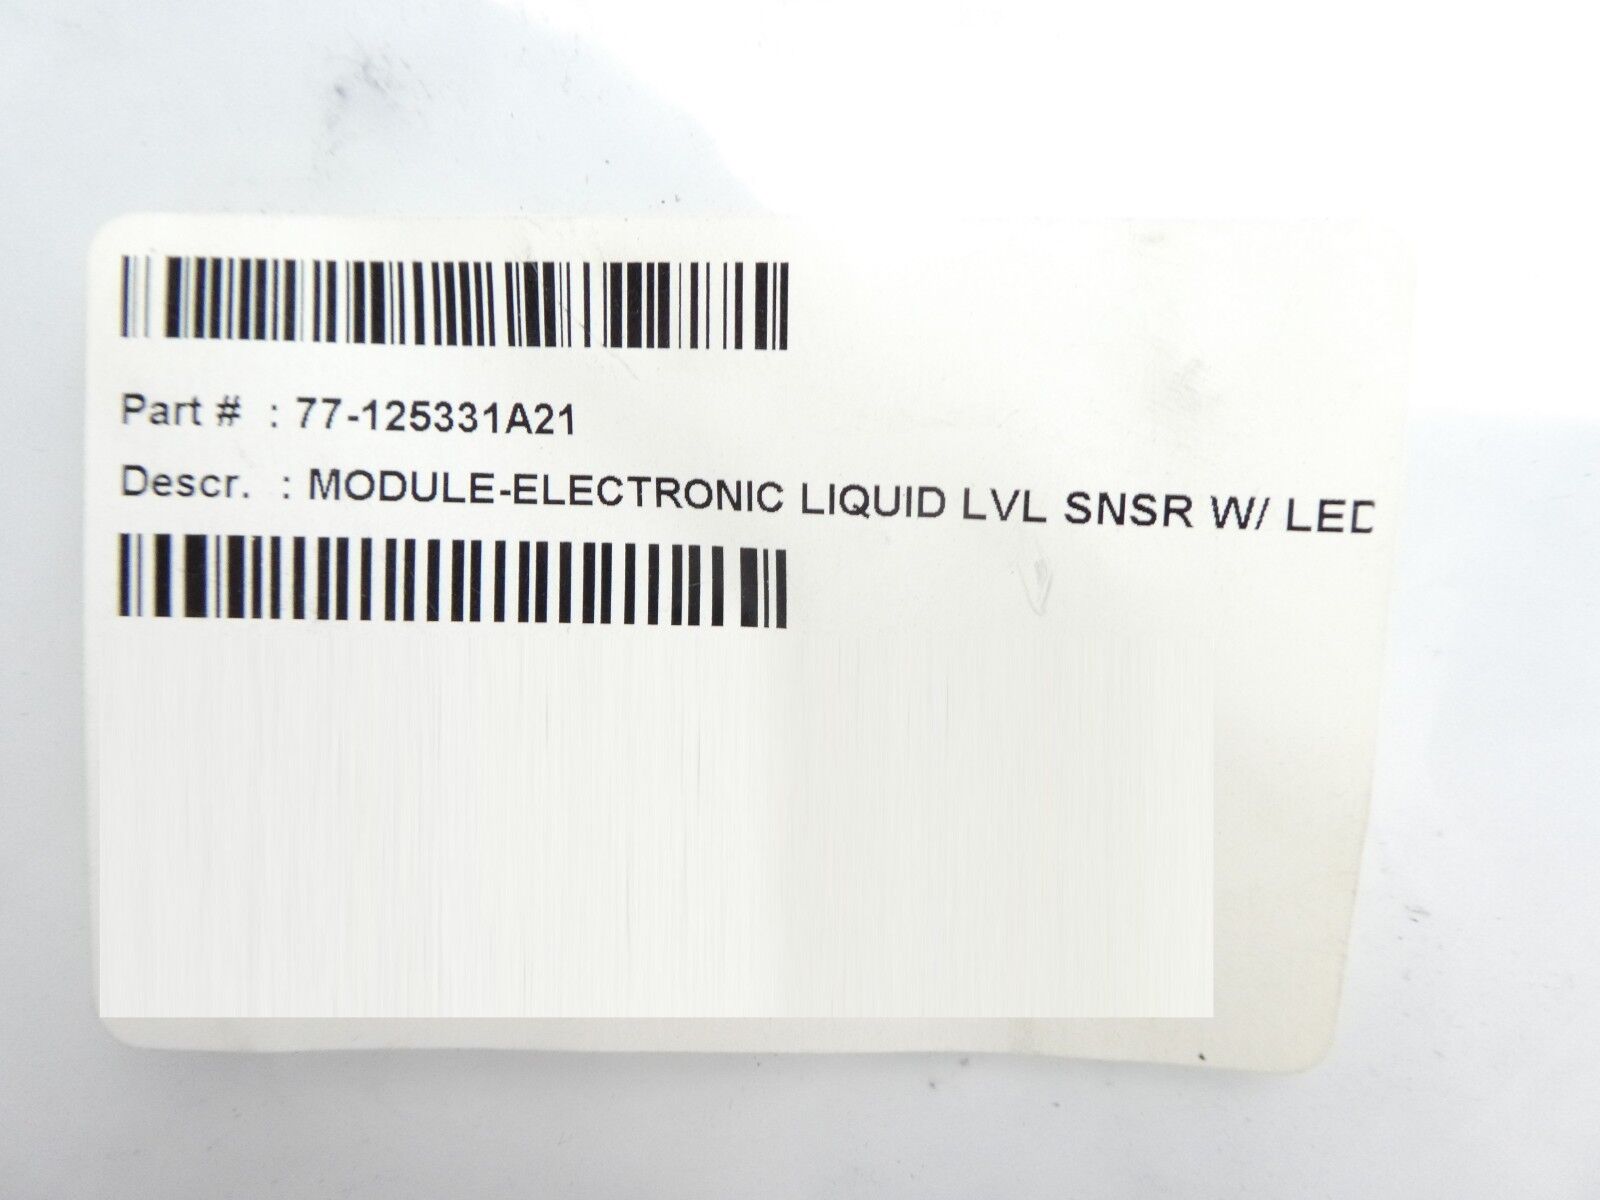 Part # : 77-125331A21
Descr. : MODULE-ELECTRONIC LIQUID LVL SNSR W/ LED